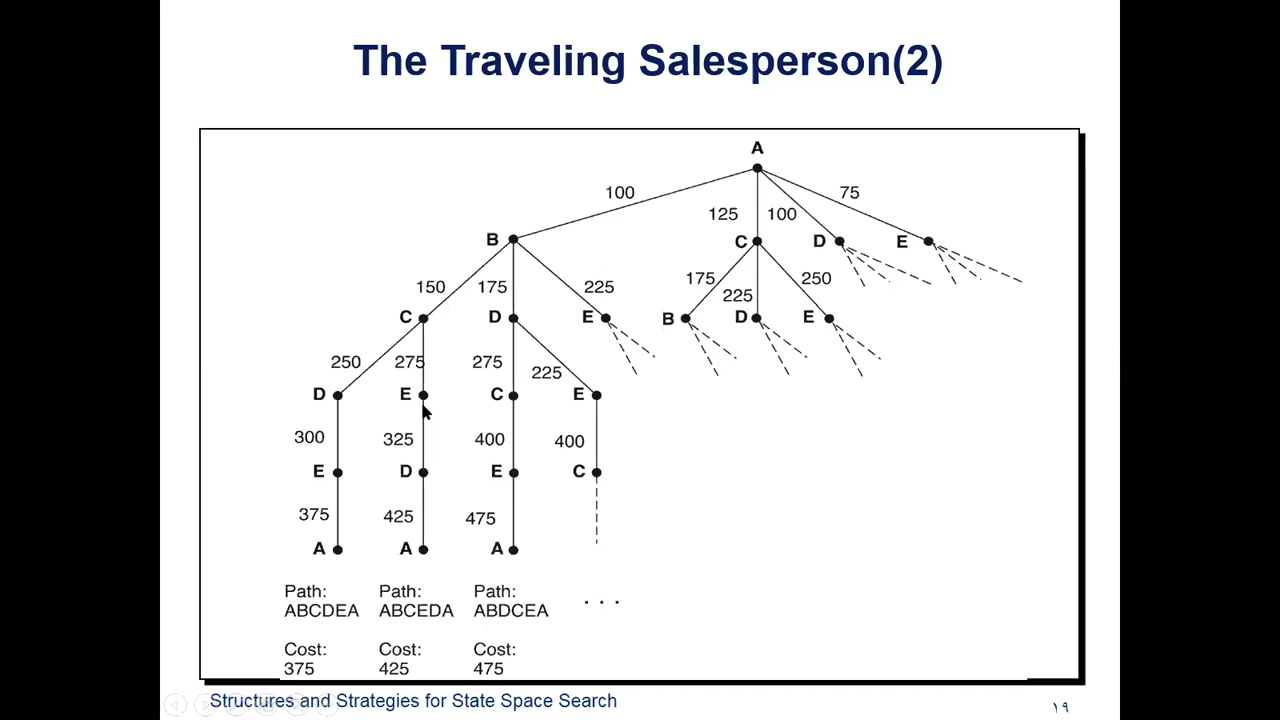 The Traveling Salesperson(2)
A
100
75
125
100
B
C
D
E
150
175
225
175
225
250
C
D
E
B
D
E
250
275
275
225
D
E
C
E
300
325
400
400
E
D
E
C
375
425
475
A
A
A
Path: Path: Path:
ABCDEA ABCEDA ABDCEA . . .
Cost: Cost: Cost:
375 425 475
Structures and Strategies for State Space Search
١٩